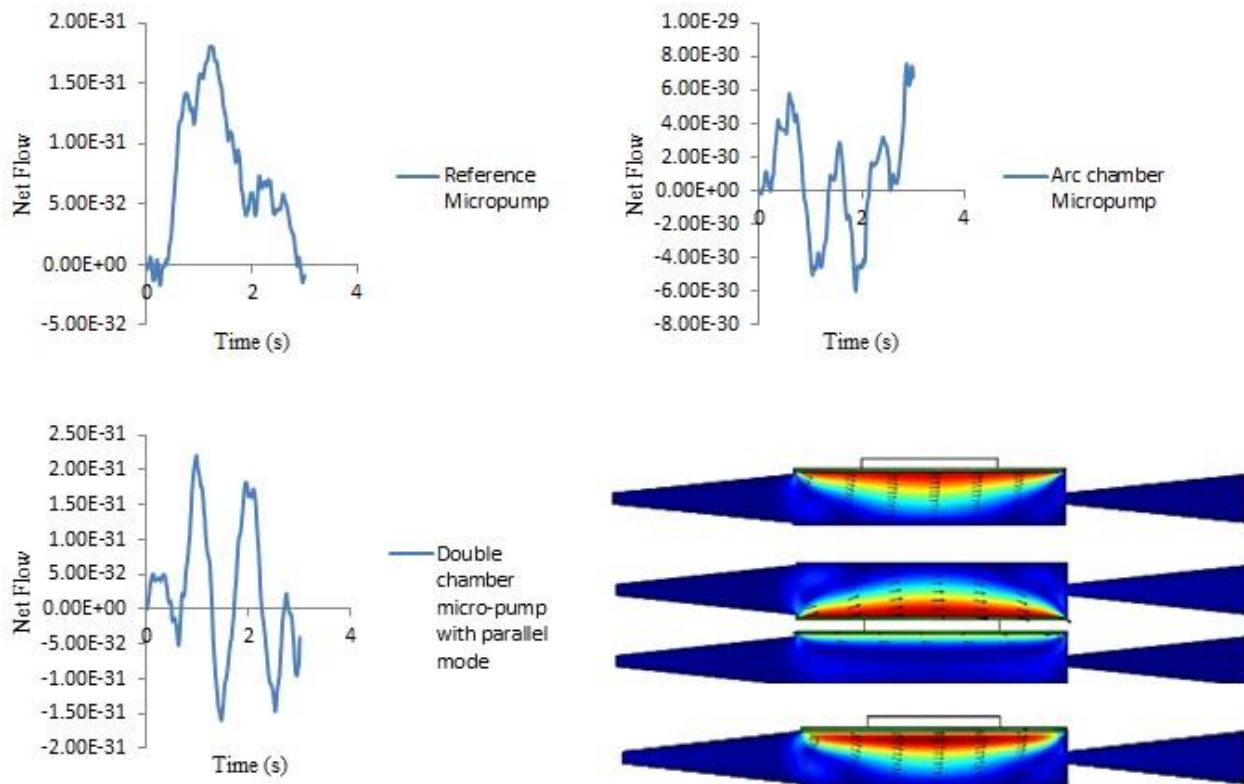 2.00E-31
1.50E-31
1.00E-31
5.00E-32
0.00E+00
-5.00E-32
Net Flow
0
2
4
Time (s)
Reference
Micropump
1.00E-29
8.00E-30
6.00E-30
4.00E-30
2.00E-30
0.00E+00
-2.00E-30
-4.00E-30
-6.00E-30
-8.00E-30
Net Flow
0
2
4
Time (s)
Arc chamber
Micropump
2.50E-31
2.00E-31
1.50E-31
1.00E-31
5.00E-32
0.00E+00
-5.00E-32
-1.00E-31
-1.50E-31
-2.00E-31
Net Flow
0
2
4
Time (s)
Double
chamber
micro-pump
with parallel
mode